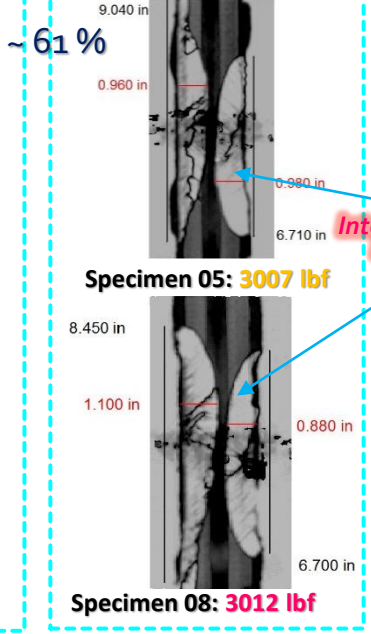 9.040 in
~ 61 %
0.960 in
0.980 in
6.710 in
Specimen 05: 3007 lbf
8.450 in
1.100 in
0.880 in
6.700 in
Specimen 08: 3012 lbf